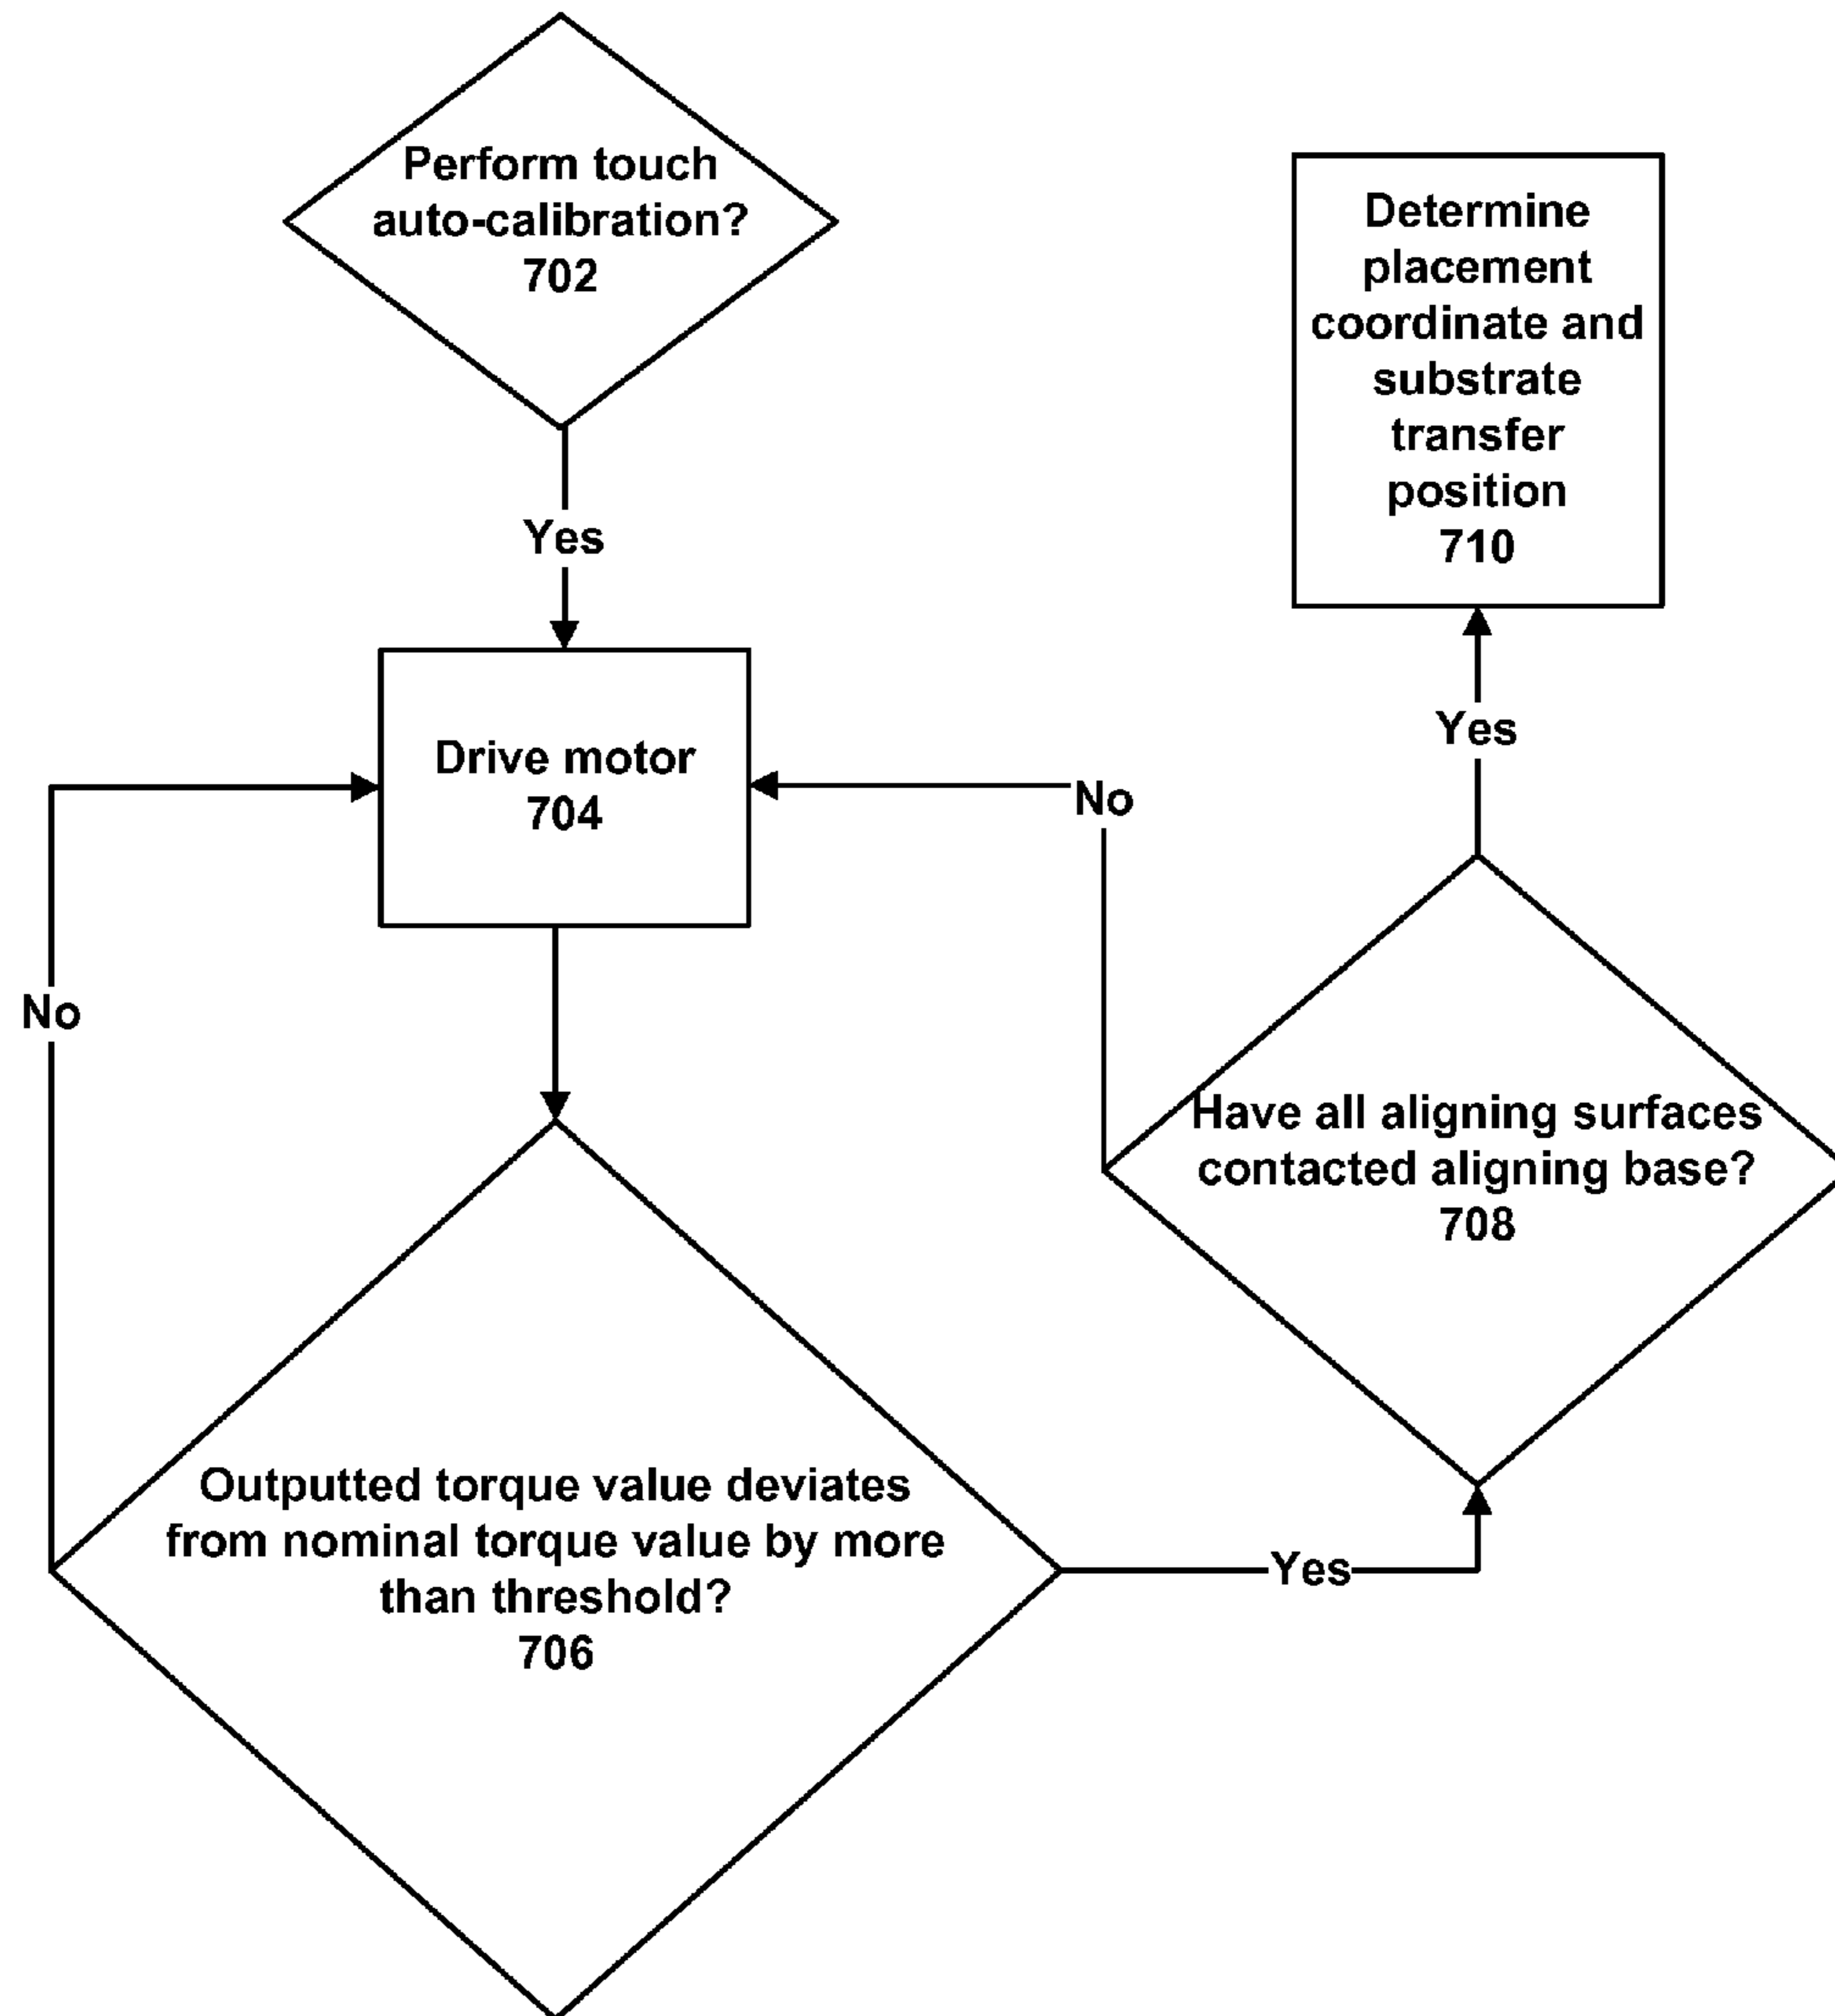 Perform touch
auto-calibration?
702
Yes
Drive motor
704
No
Outputted torque value deviates
from nominal torque value by more
than threshold?
706
Yes
Have all aligning surfaces
contacted aligning base?
708
No
Yes
Determine
placement
coordinate and
substrate
transfer
position
710